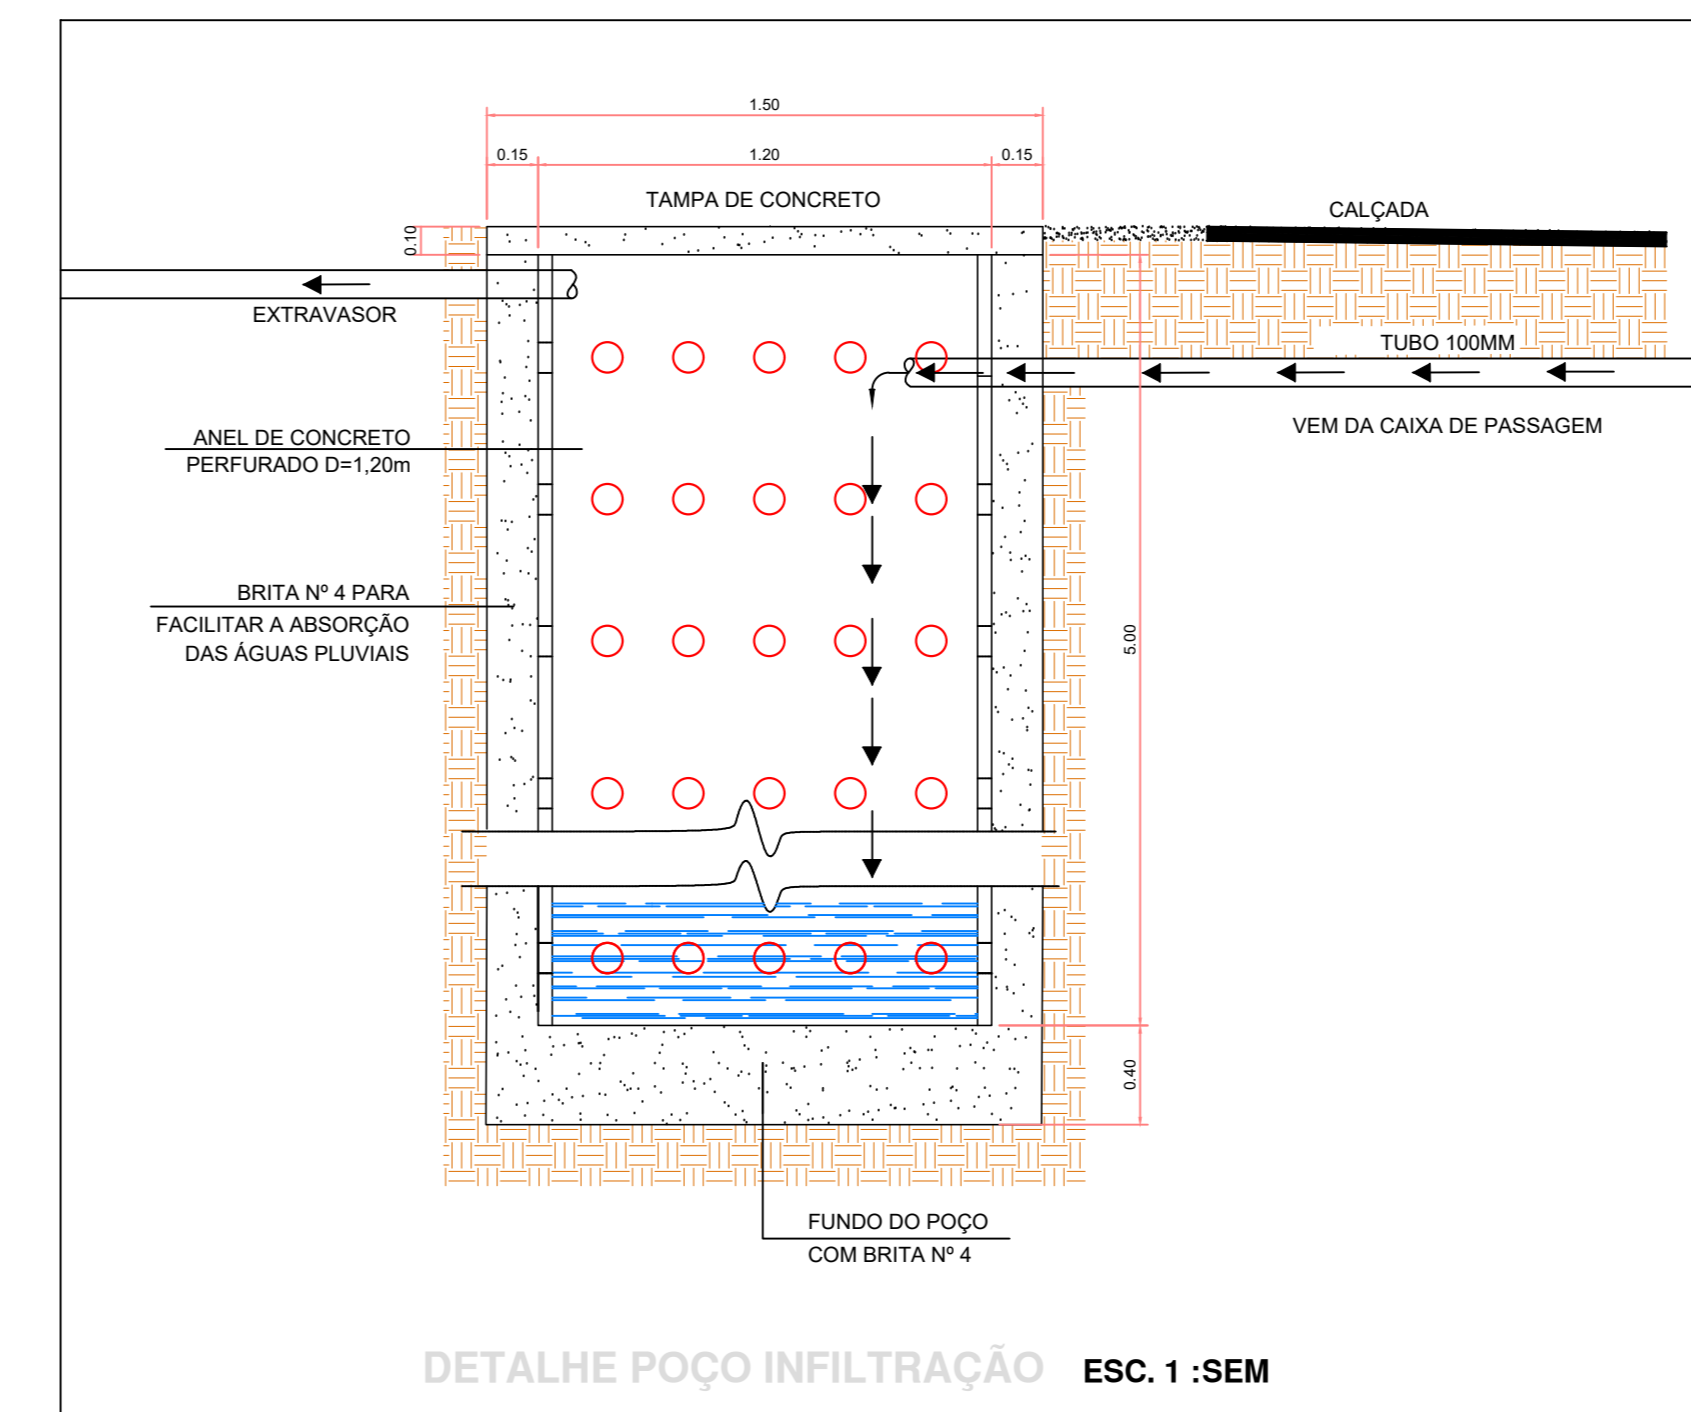 1.50
0.15
1.20
0.15
TAMPA DE CONCRETO
CALÇADA
0.10
EXTRAVASOR
TUBO 100MM
VEM DA CAIXA DE PASSAGEM
ANEL DE CONCRETO
PERFURADO D=1,20m
BRITA Nº 4 PARA
FACILITAR A ABSORÇÃO
DAS ÁGUAS PLUVIAIS
5.00
0.40
FUNDO DO POÇO
COM BRITA Nº 4
DETALHE POÇO INFILTRAÇÃO ESC. 1 :SEM